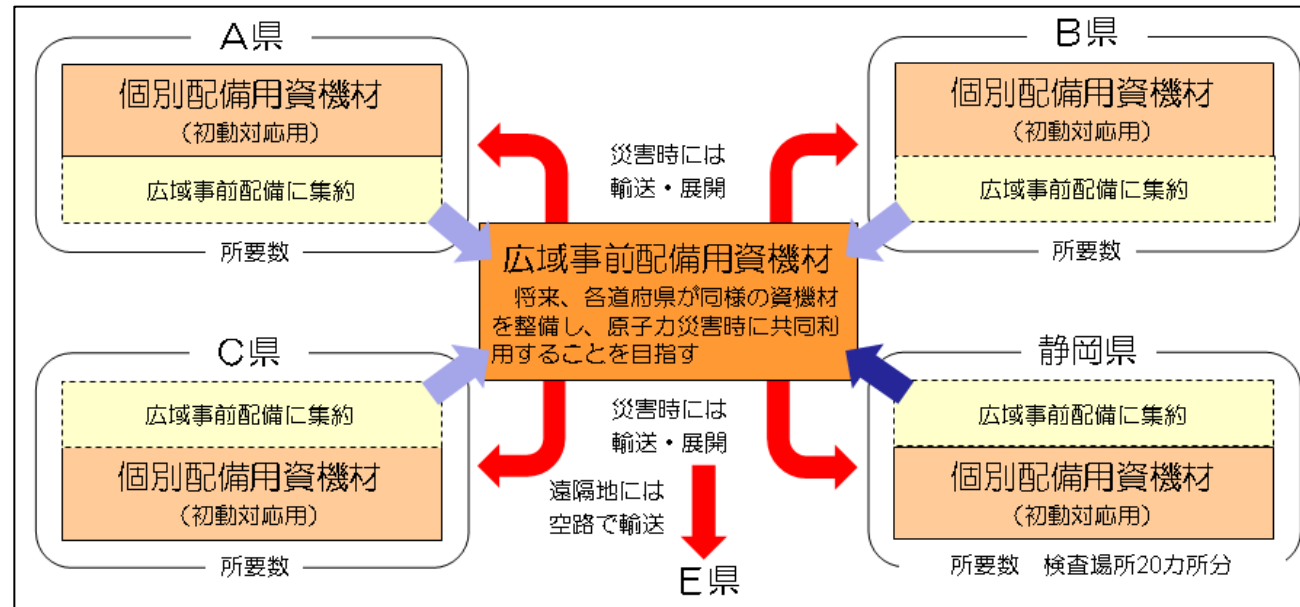 A県
個別配備用資機材
(初動対応用)
広域事前配備に集約
所要数
B県
個別配備用資機材
(初動対応用)
広域事前配備に集約
所要数
災害時には
輸送・展開
広域事前配備用資機材
将来、各道府県が同様の資機材
を整備し、原子力災害時に共同利
用することを目指す
C県
広域事前配備に集約
個別配備用資機材
(初動対応用)
所要数
災害時には
輸送・展開
遠隔地には
空路で輸送
E県
静岡県
広域事前配備に集約
個別配備用資機材
(初動対応用)
所要数 検査場所20カ所分